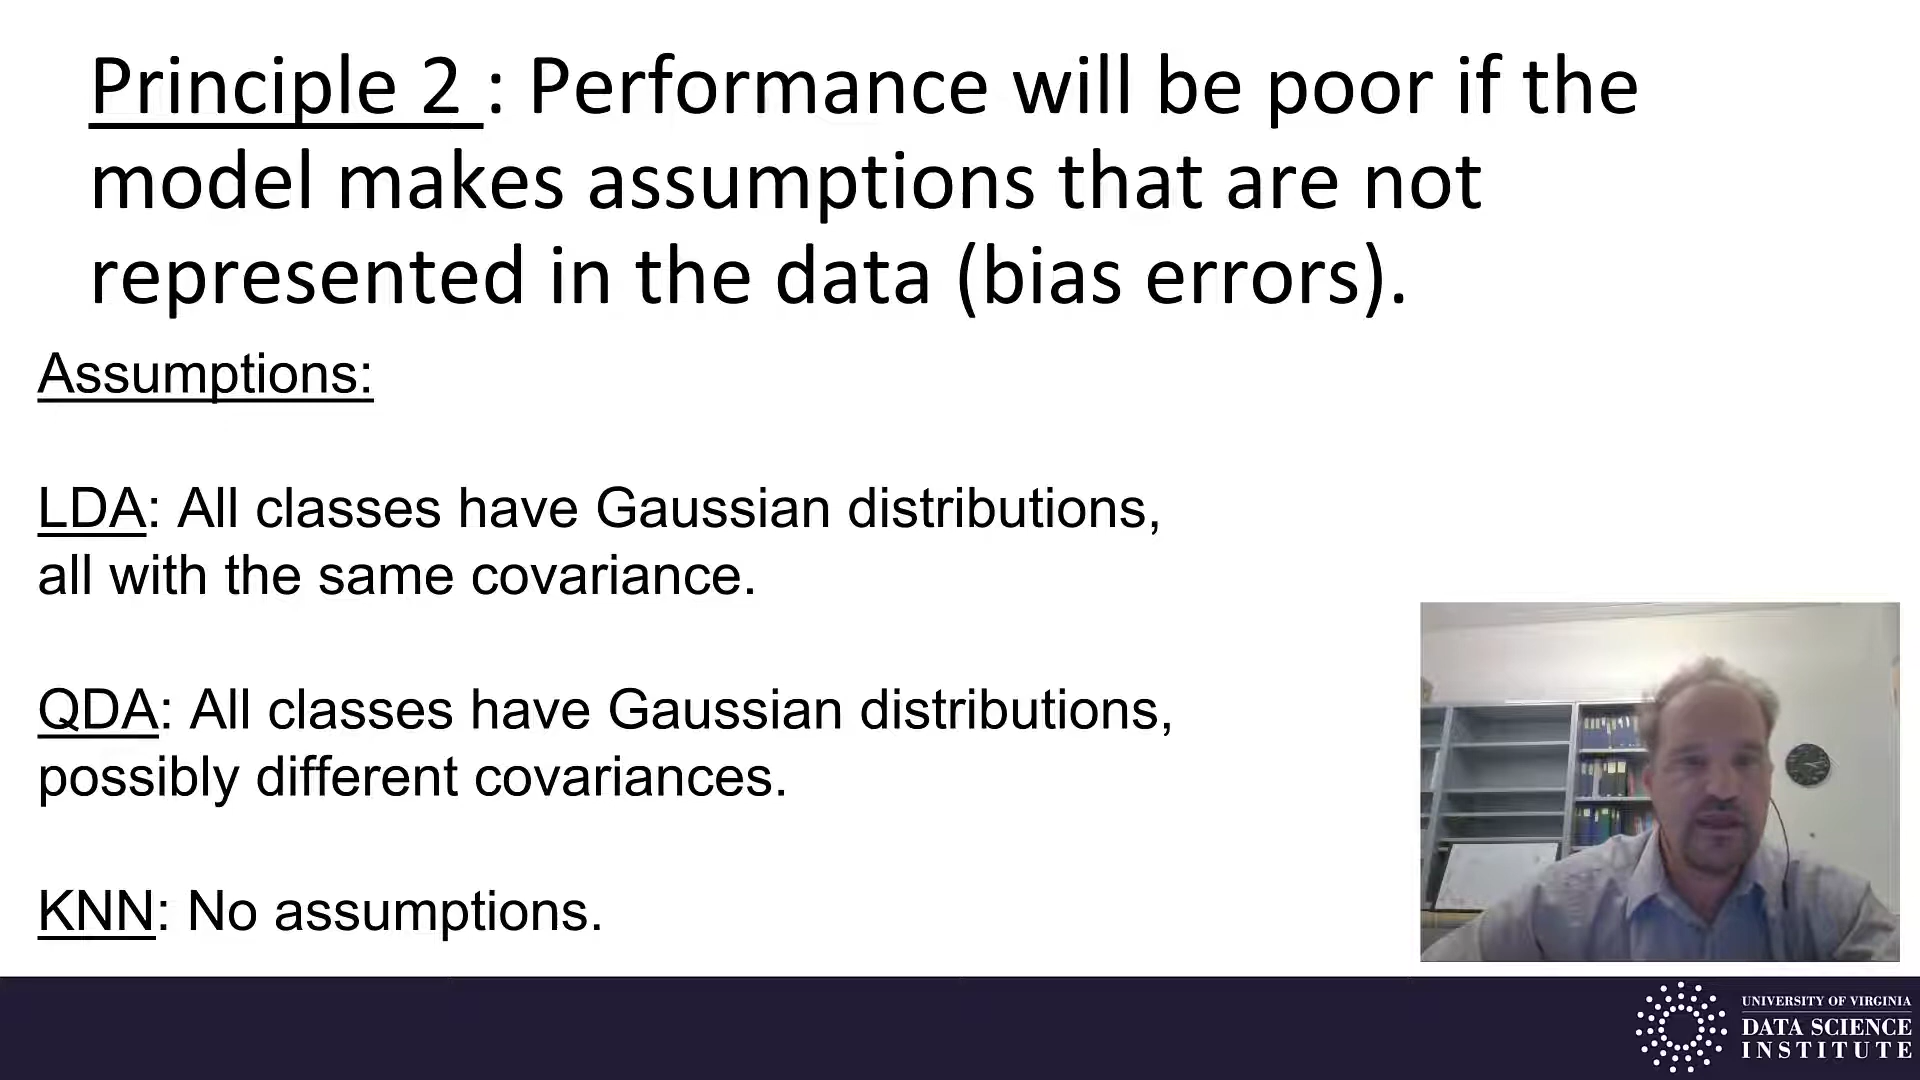 Principle 2 : Performance will be poor if the
model makes assumptions that are not
represented in the data (bias errors).
Assumptions:
LDA: All classes have Gaussian distributions,
all with the same covariance.
QDA: All classes have Gaussian distributions,
possibly different covariances.
KNN: No assumptions.
UNIVERSITY OF VIRGINIA
DATA SCIENCE
INSTITUTE